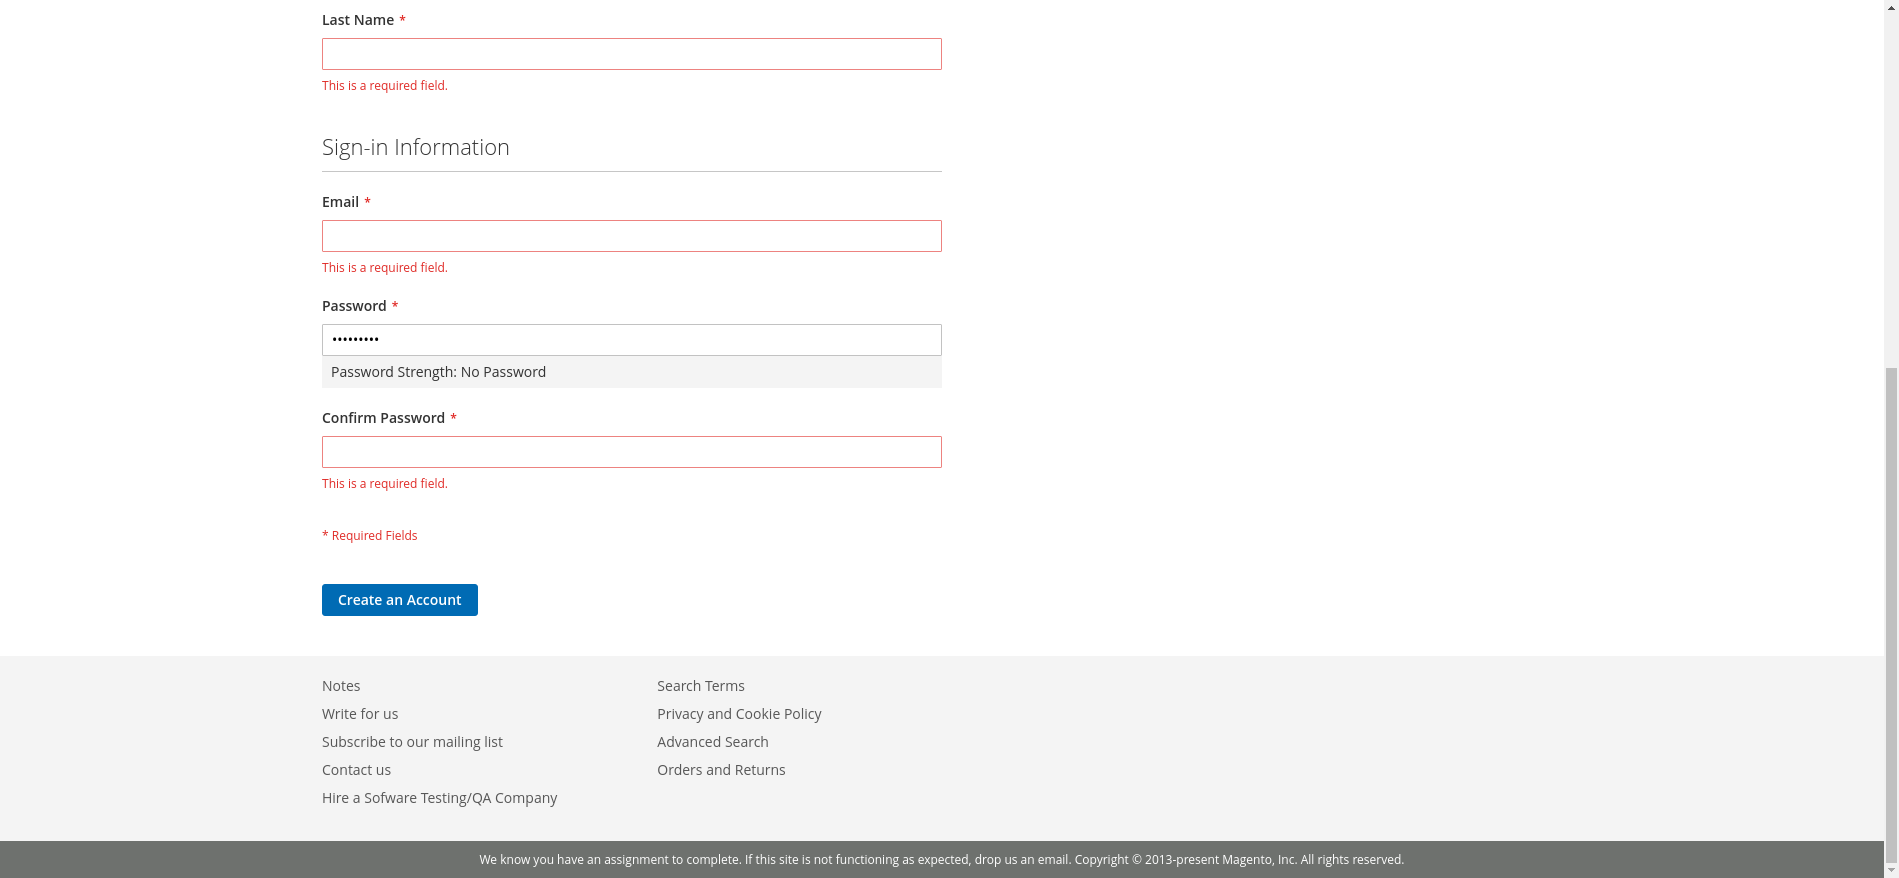 Last Name *
This is a required field.
Sign-in Information
Email *
This is a required field.
Password *
•••••••••
Password Strength: No Password
Confirm Password *
This is a required field.
* Required Fields
Create an Account
Notes
Write for us
Subscribe to our mailing list
Contact us
Hire a Sofware Testing/QA Company
Search Terms
Privacy and Cookie Policy
Advanced Search
Orders and Returns
We know you have an assignment to complete. If this site is not functioning as expected, drop us an email. Copyright © 2013-present Magento, Inc. All rights reserved.